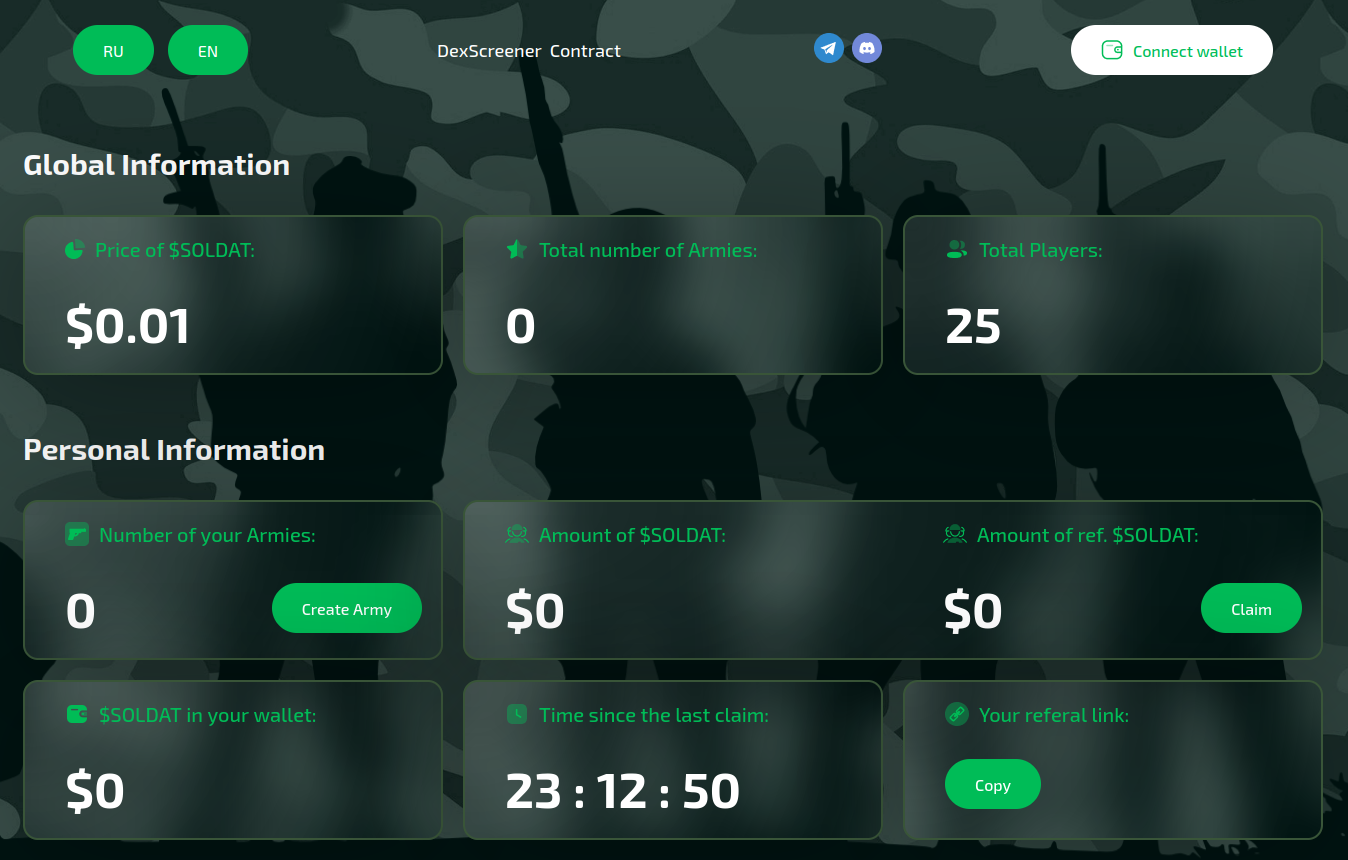 RU EN DexScreener Contract Connect wallet
Global Information
Price of $SOLDAT: Total number of Armies: Total Players:
$0.01 0 25
Personal Information
Number of your Armies: Amount of $SOLDAT: Amount of ref. $SOLDAT:
0 Create Army $0 $0 Claim
$SOLDAT in your wallet: Time since the last claim: Your referal link:
$0 23 : 12 : 50 Copy